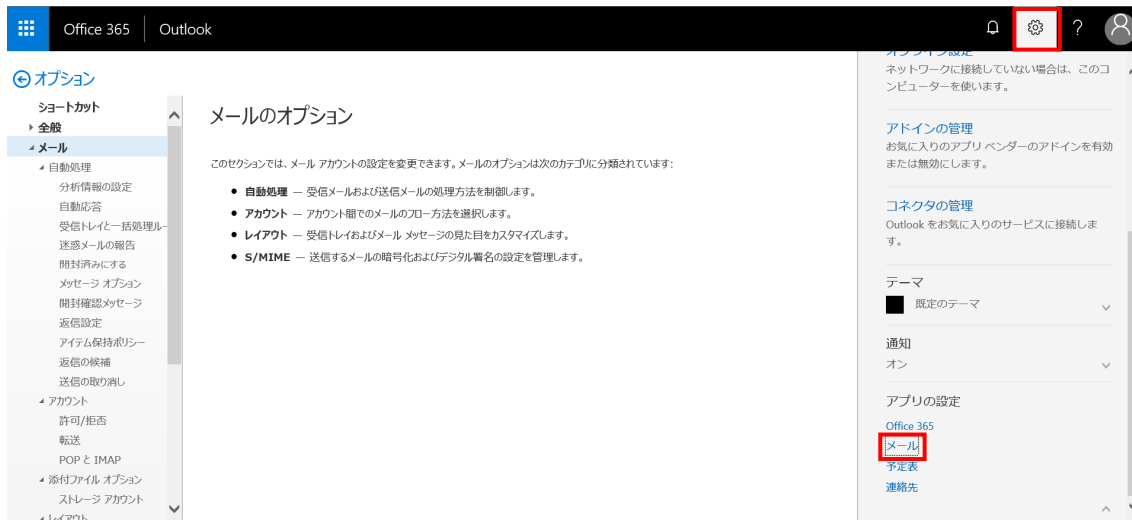 Office 365 Outlook ?
オプション
ショートカット
全般
メール
自動処理
分析情報の設定
自動応答
受信トレイと一括処理ルー
迷惑メールの報告
開封済みにする
メッセージ オプション
開封確認メッセージ
返信設定
アイテム保持ポリシー
返信の候補
送信の取り消し
アカウント
許可/拒否
転送
POP と IMAP
添付ファイル オプション
ストレージ アカウント
レイアウト
メールのオプション
このセクションでは、メール アカウントの設定を変更できます。メールのオプションは次のカテゴリに分類されています:
● 自動処理 — 受信メールおよび送信メールの処理方法を制御します。
● アカウント — アカウント間でのメールのフロー方法を選択します。
● レイアウト — 受信トレイおよびメール メッセージの見た目をカスタマイズします。
● S/MIME — 送信するメールの暗号化およびデジタル署名の設定を管理します。
オフライン設定
ネットワークに接続していない場合は、このコ
ンピューターを使います。
アドインの管理
お気に入りのアプリ ベンダーのアドインを有効
または無効にします。
コネクタの管理
Outlook をお気に入りのサービスに接続しま
す。
テーマ
既定のテーマ
通知
オン
アプリの設定
Office 365
メール
予定表
連絡先